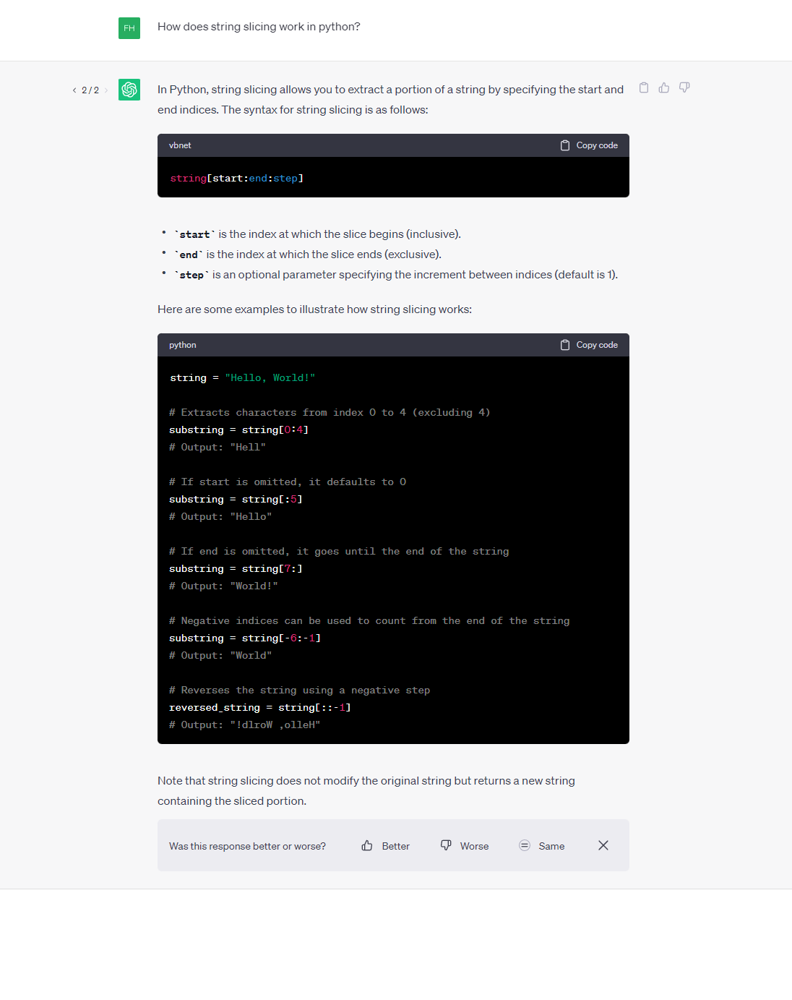 FH
How does string slicing work in python?
< 2 / 2 >
In Python, string slicing allows you to extract a portion of a string by specifying the start and
end indices. The syntax for string slicing is as follows:
vbnet
Copy code
string[start:end:step]
• `start` is the index at which the slice begins (inclusive).
• `end` is the index at which the slice ends (exclusive).
• `step` is an optional parameter specifying the increment between indices (default is 1).
Here are some examples to illustrate how string slicing works:
python
Copy code
string = "Hello, World!"
# Extracts characters from index 0 to 4 (excluding 4)
substring = string[0:4]
# Output: "Hell"
# If start is omitted, it defaults to 0
substring = string[:5]
# Output: "Hello"
# If end is omitted, it goes until the end of the string
substring = string[7:]
# Output: "World!"
# Negative indices can be used to count from the end of the string
substring = string[-6:-1]
# Output: "World"
# Reverses the string using a negative step
reversed_string = string[::-1]
# Output: "!dlroW ,olleH"
Note that string slicing does not modify the original string but returns a new string
containing the sliced portion.
Was this response better or worse?
Better
Worse
Same